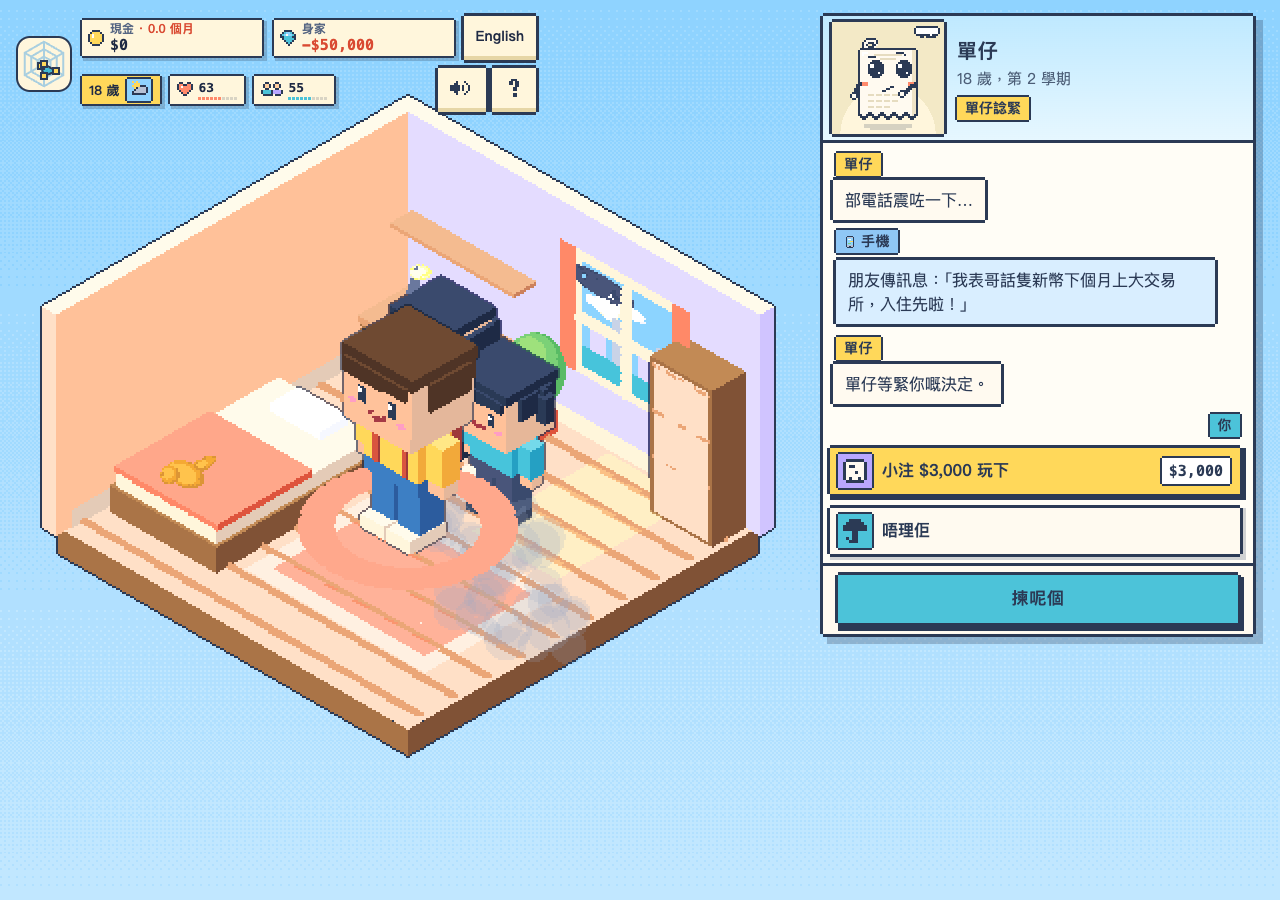 現金 · 0.0 個月
$0
身家
-$50,000
English
18 歲
63
55
?
單仔
18 歲，第 2 學期
單仔諗緊
單仔
部電話震咗一下…
手機
朋友傳訊息：「我表哥話隻新幣下個月上大交易
所，入住先啦！」
單仔
單仔等緊你嘅決定。
你
小注 $3,000 玩下
$3,000
唔理佢
揀呢個